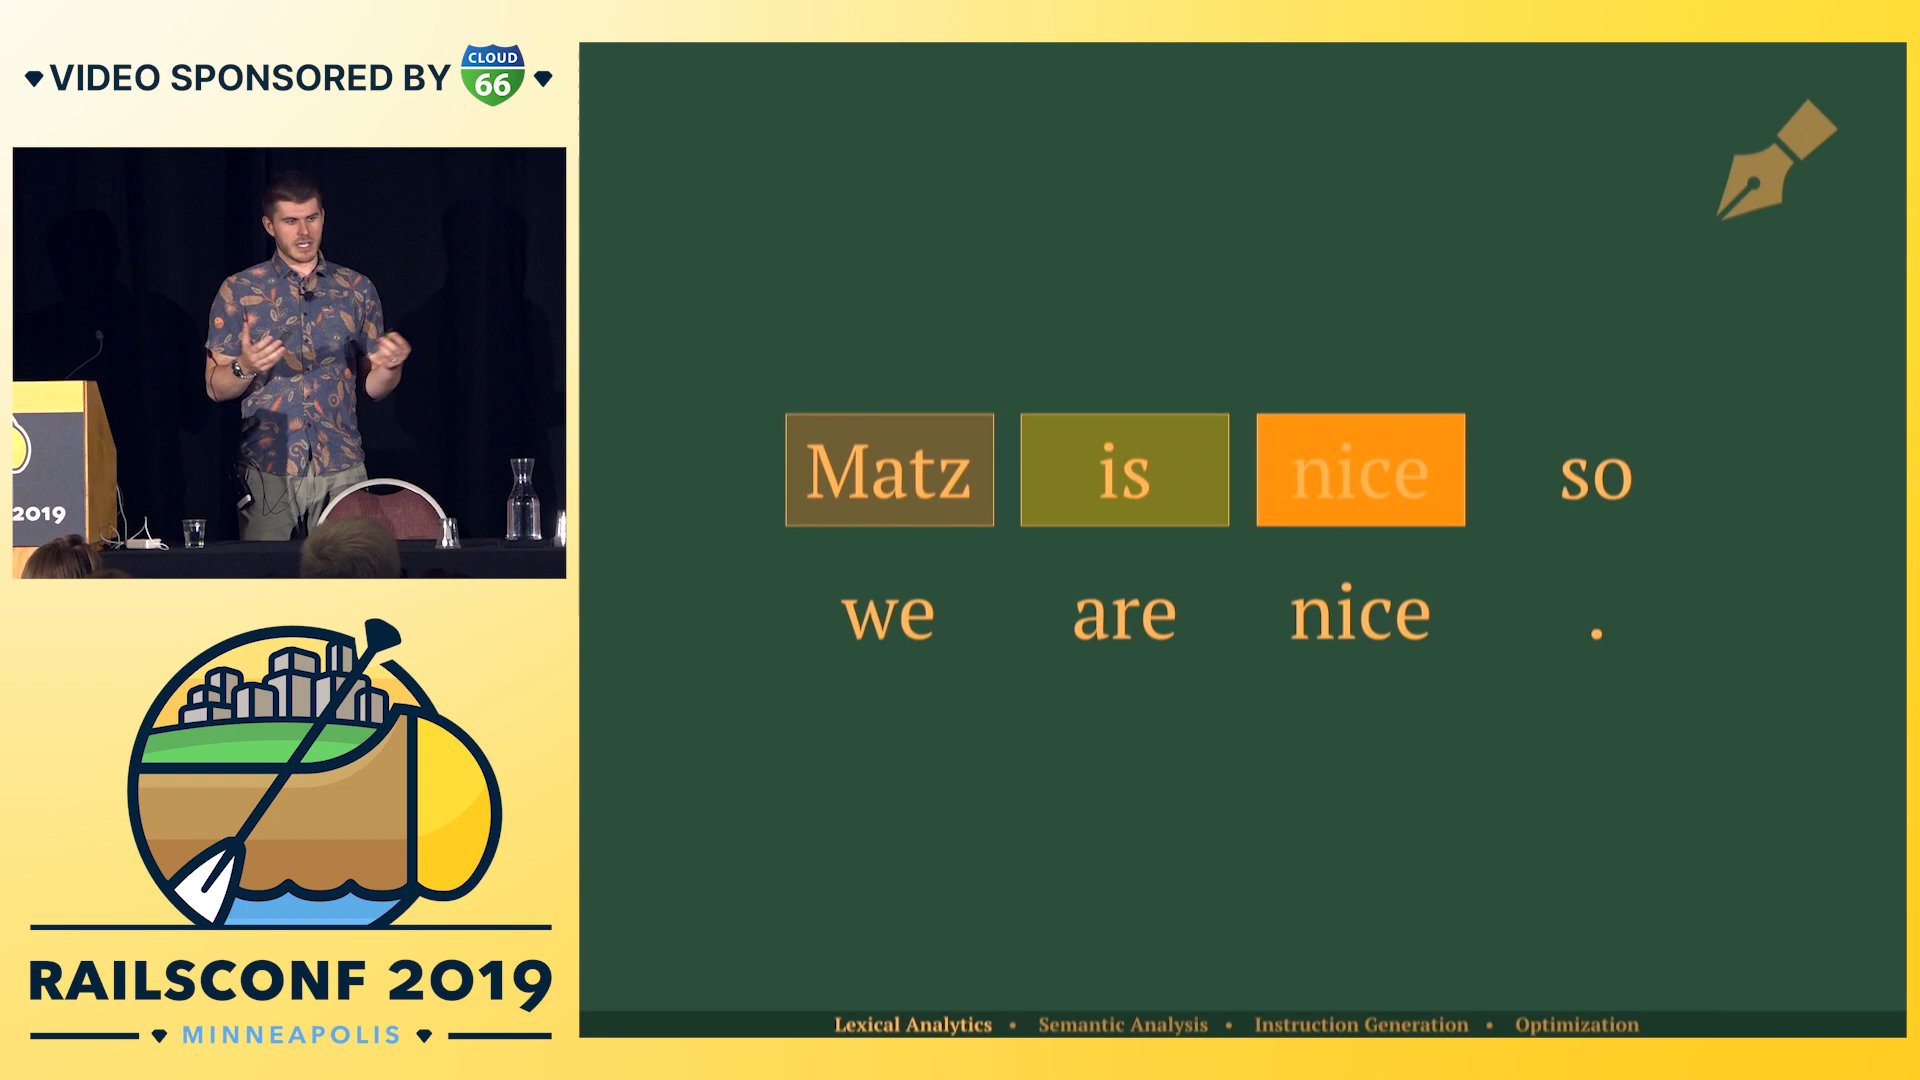 VIDEO SPONSORED BY
CLOUD
66
2019
Matz is nice so
we are nice .
Lexical Analytics • Semantic Analysis • Instruction Generation • Optimization
RAILSCONF 2019
MINNEAPOLIS